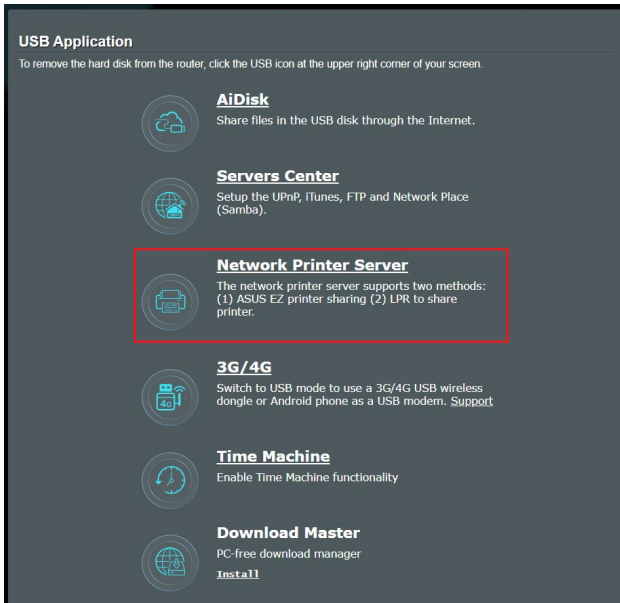 USB Application
To remove the hard disk from the router, click the USB icon at the upper right corner of your screen.
AiDisk
Share files in the USB disk through the Internet.
Servers Center
Setup the UPnP, iTunes, FTP and Network Place
(Samba).
Network Printer Server
The network printer server supports two methods:
(1) ASUS EZ printer sharing (2) LPR to share
printer.
3G/4G
Switch to USB mode to use a 3G/4G USB wireless
dongle or Android phone as a USB modem. Support
4G
Time Machine
Enable Time Machine functionality
Download Master
PC-free download manager
Install